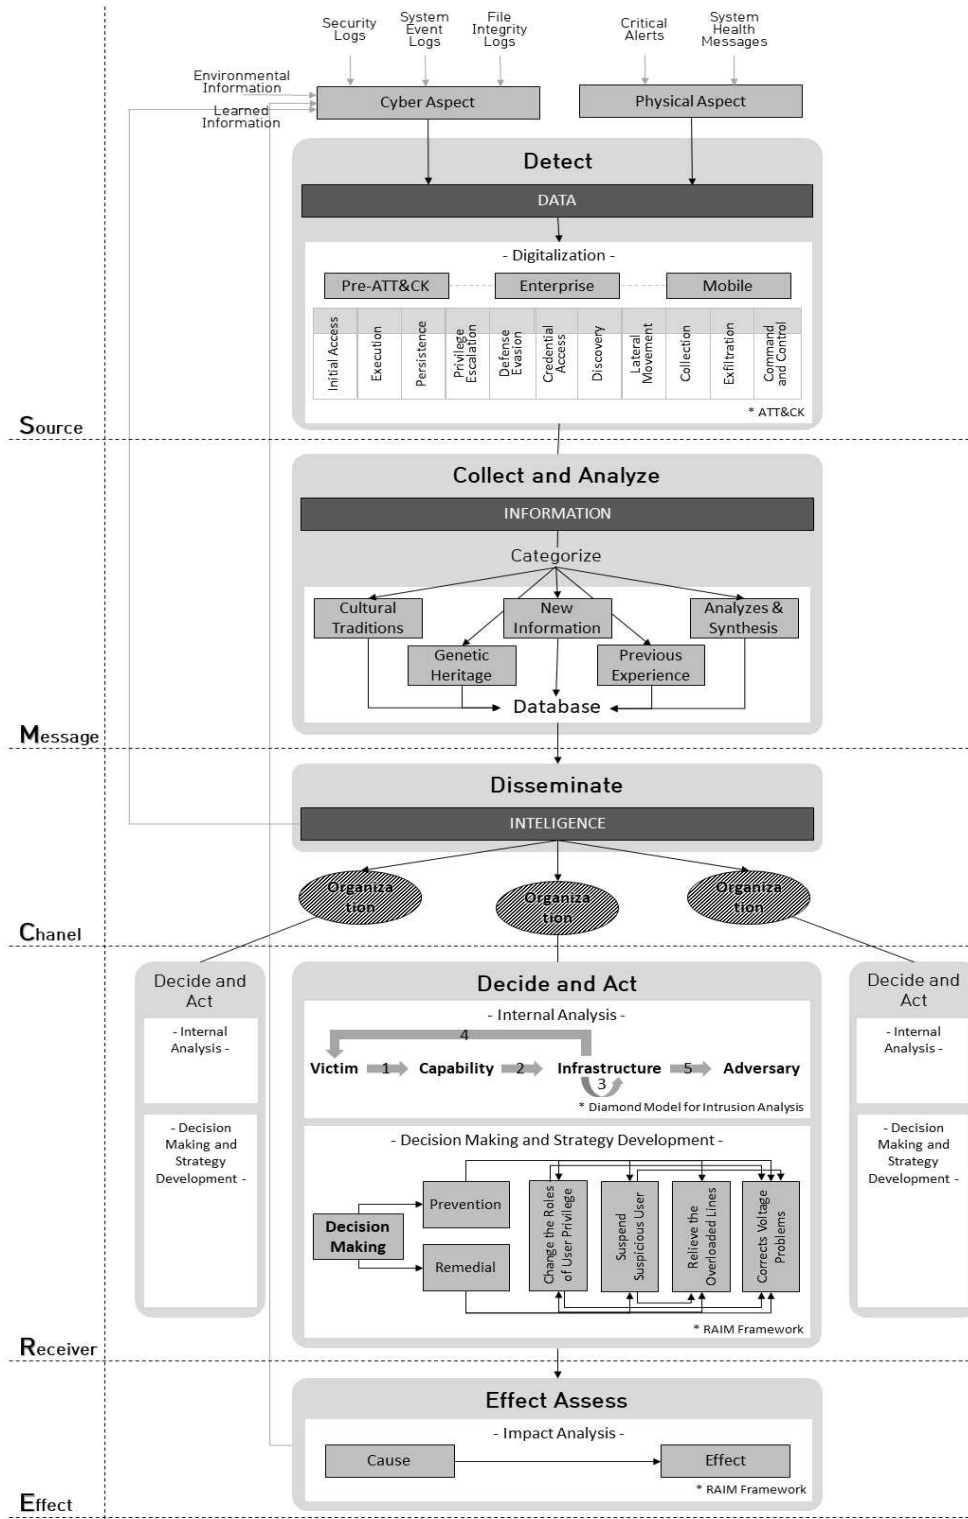 Security
Logs
System
Event
Logs
File
Integrity
Logs
Critical
Alerts
System
Health
Messages
Environmental
Information
Learned
Information
Cyber Aspect
Physical Aspect
Detect
DATA
- Digitalization -
Pre-ATT&CK
Enterprise
Mobile
Initial Access
Execution
Persistence
Privilege
Escalation
Defense
Evasion
Credential
Access
Discovery
Lateral
Movement
Collection
Exfiltration
Command
and Control
* ATT&CK
Source
Collect and Analyze
INFORMATION
Categorize
Cultural
Traditions
New
Information
Analyzes &
Synthesis
Genetic
Heritage
Previous
Experience
Database
Message
Disseminate
INTELIGENCE
Organiza
tion
Organiza
tion
Organiza
tion
Chanel
Decide and
Act
- Internal
Analysis -
- Decision
Making and
Strategy
Development -
Decide and Act
- Internal Analysis -
4
Victim
1
Capability
2
Infrastructure
3
5
Adversary
* Diamond Model for Intrusion Analysis
- Decision Making and Strategy Development -
Decision
Making
Prevention
Remedial
Change the Roles
of User Privilege
Suspend
Suspicious User
Relieve the
Overloaded Lines
Corrects Voltage
Problems
* RAIM Framework
Decide and
Act
- Internal
Analysis -
- Decision
Making and
Strategy
Development -
Receiver
Effect Assess
- Impact Analysis -
Cause
Effect
* RAIM Framework
Effect